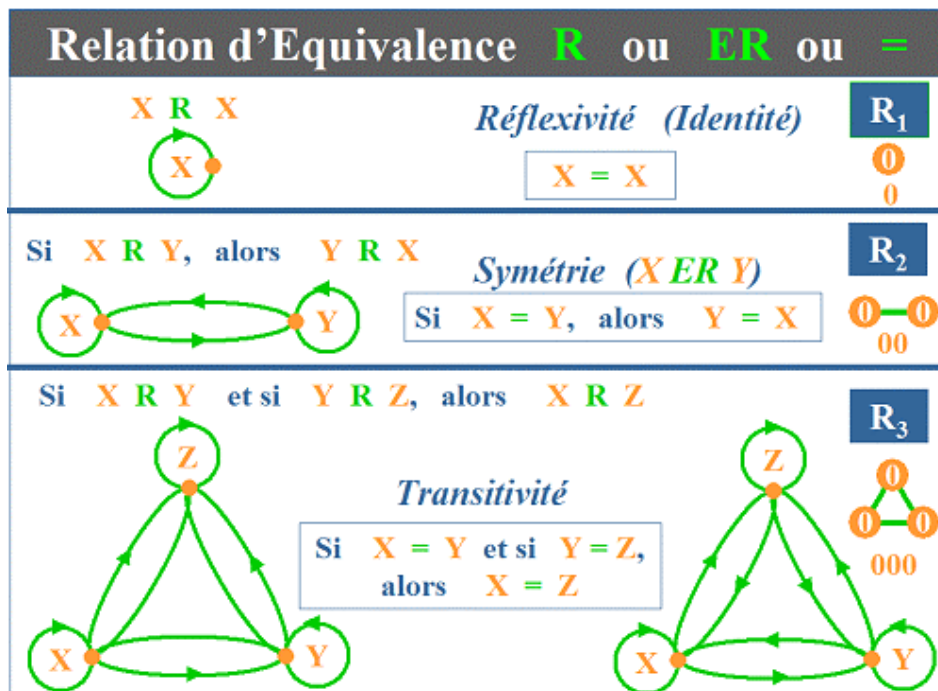 Relation d'Equivalence R ou ER ou =
X R X
X
Réflexivité (Identité)
X = X
R1
0
0
Si X R Y, alors Y R X
X
Y
Symétrie (X ER Y)
Si X = Y, alors Y = X
R2
0 0
00
Si X R Y et si Y R Z, alors X R Z
Z
X
Y
Transitivité
Si X = Y et si Y = Z,
alors X = Z
Z
X
Y
R3
0
0 0
000